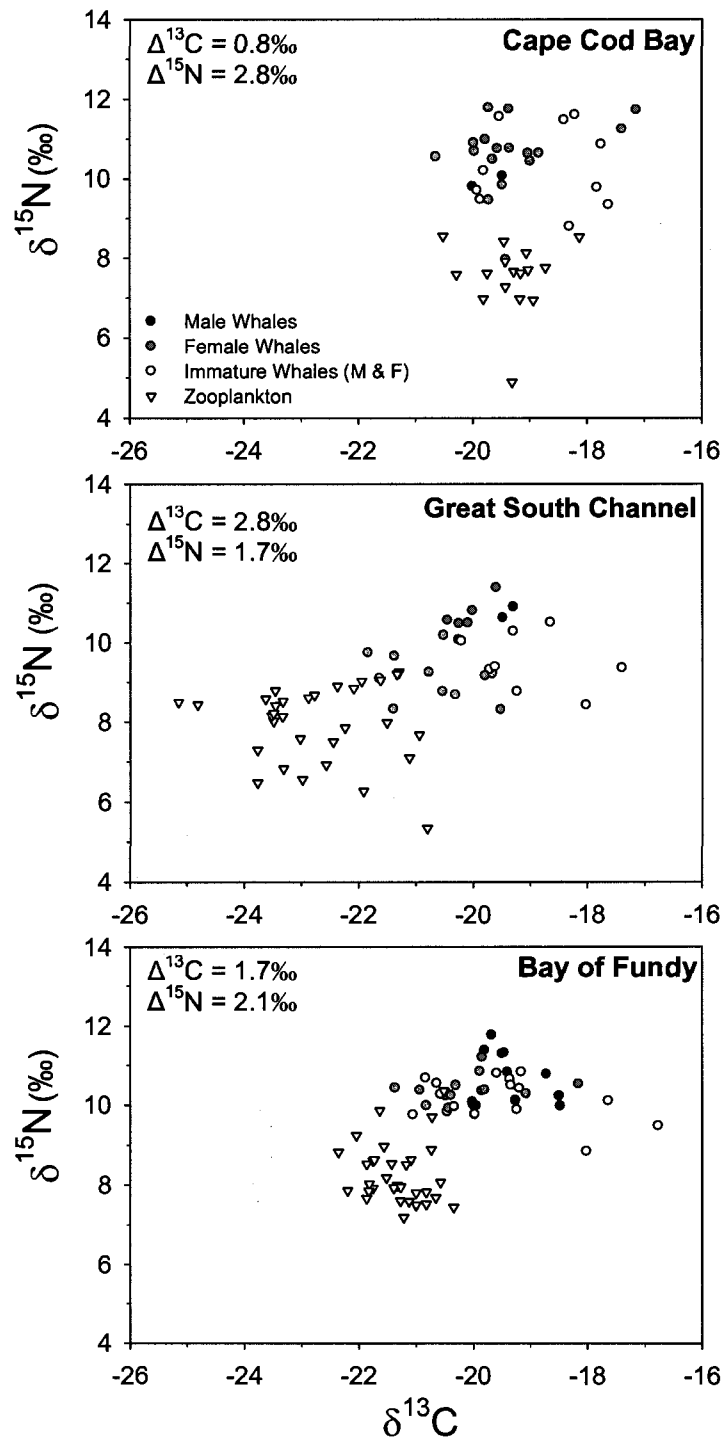 Δ13C = 0.8‰
Δ15N = 2.8‰
Cape Cod Bay
14
12
10
8
6
4
δ15N (‰)
Male Whales
Female Whales
Immature Whales (M & F)
Zooplankton
-26 -24 -22 -20 -18 -16
Δ13C = 2.8‰
Δ15N = 1.7‰
Great South Channel
14
12
10
8
6
4
δ15N (‰)
-26 -24 -22 -20 -18 -16
Δ13C = 1.7‰
Δ15N = 2.1‰
Bay of Fundy
14
12
10
8
6
4
δ15N (‰)
-26 -24 -22 -20 -18 -16
δ13C